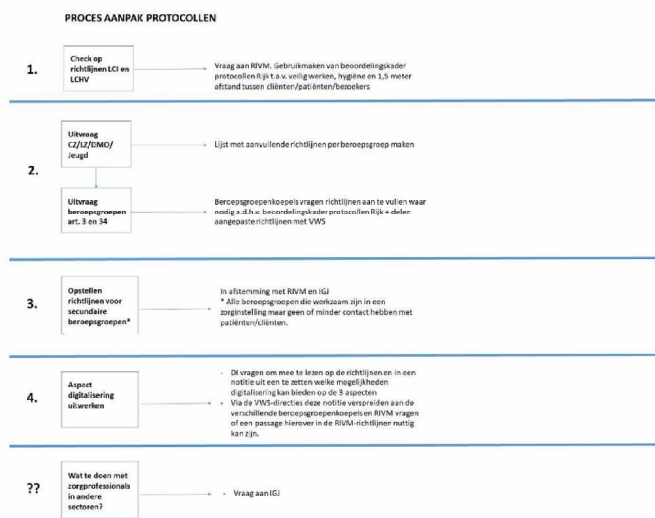 PROCES AANPAK PROTOCOLLEN
1.
Check op
richtlijnen LCI en
LCHV
Vraag aan RIVM. Gebruikmaken van beoordelingskader
protocollen Rijk t.a.v. veilig werken, hygiëne en 1,5 meter
afstand tussen cliënten/patiënten/bezoekers
2.
Uitvraag
CZ/LZ/DMO/
Jeugd
Lijst met aanvullende richtlijnen per beroepsgroep maken
Uitvraag
beroepsgroepen
art. 3 en 34
Beroepsgroepenkoepels vragen richtlijnen aan te vullen waar
nodig a.d.h.v. beoordelingskader protocollen Rijk + delen
aangepaste richtlijnen met VWS
3.
Opstellen
richtlijnen voor
secundaire
beroepsgroepen*
In afstemming met RIVM en IGJ
* Alle beroepsgroepen die werkzaam zijn in een
zorginstelling maar geen of minder contact hebben met
patiënten/cliënten.
4.
Aspect
digitalisering
uitwerken
- DI vragen om mee te lezen op de richtlijnen en in een
notitie uit een te zetten welke mogelijkheden
digitalisering kan bieden op de 3 aspecten
- Via de VWS-directies deze notitie verspreiden aan de
verschillende beroepsgroepenkoepels en RIVM vragen
of een passage hierover in de RIVM-richtlijnen nuttig
kan zijn.
??
Wat te doen met
zorgprofessionals
in andere
sectoren?
- Vraag aan IGJ